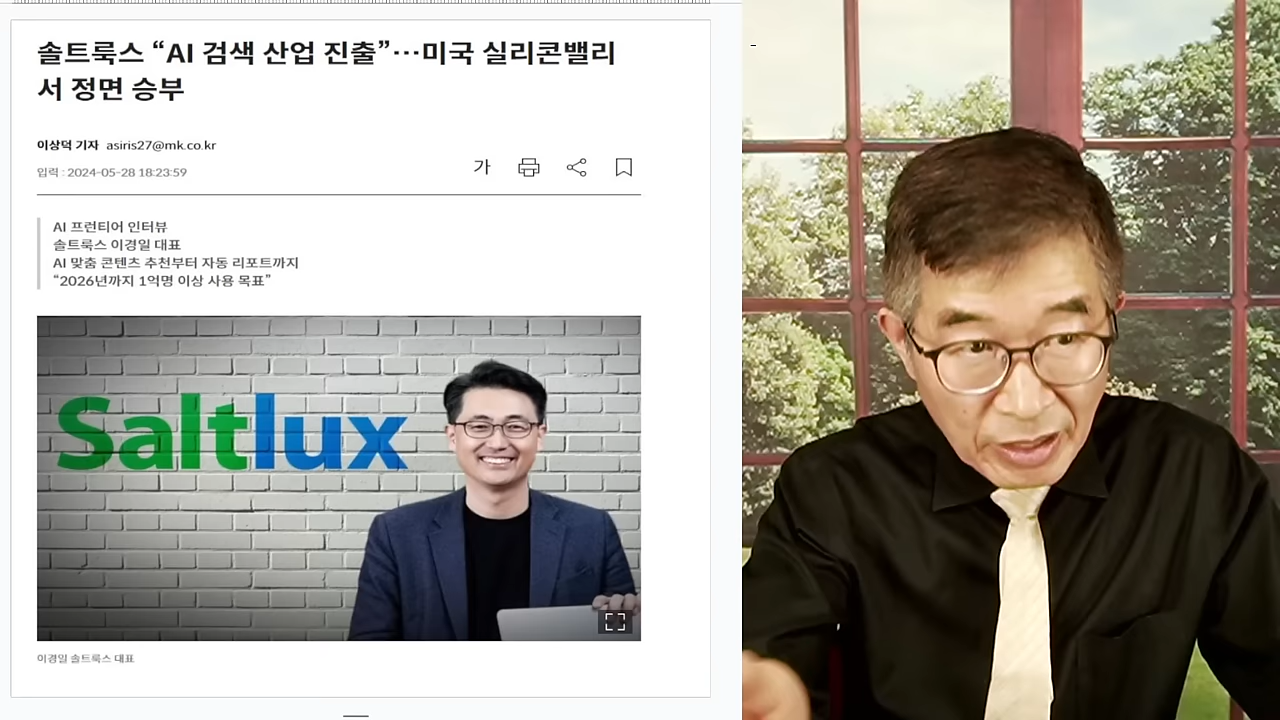 솔트룩스 “AI 검색 산업 진출”…미국 실리콘밸리
서 정면 승부
이상덕 기자 asiris27@mk.co.kr
입력 : 2024-05-28 18:23:59
가
AI 프런티어 인터뷰
솔트룩스 이경일 대표
AI 맞춤 콘텐츠 추천부터 자동 리포트까지
“2026년까지 1억명 이상 사용 목표”
Saltlux
이경일 솔트룩스 대표